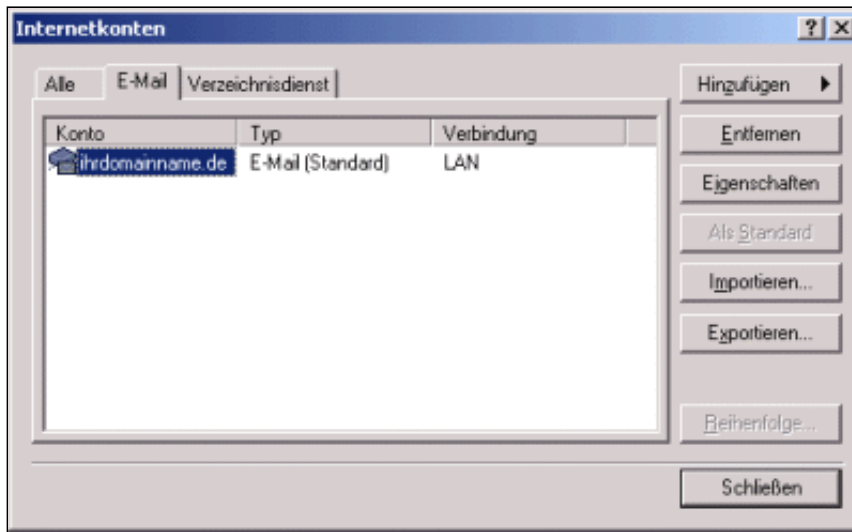 Internetkonten
Alle E-Mail Verzeichnisdienst
Konto Typ Verbindung
ihrdomainname.de E-Mail (Standard) LAN
Hinzufügen
Entfernen
Eigenschaften
Als Standard
Importieren...
Exportieren...
Reihenfolge...
Schließen